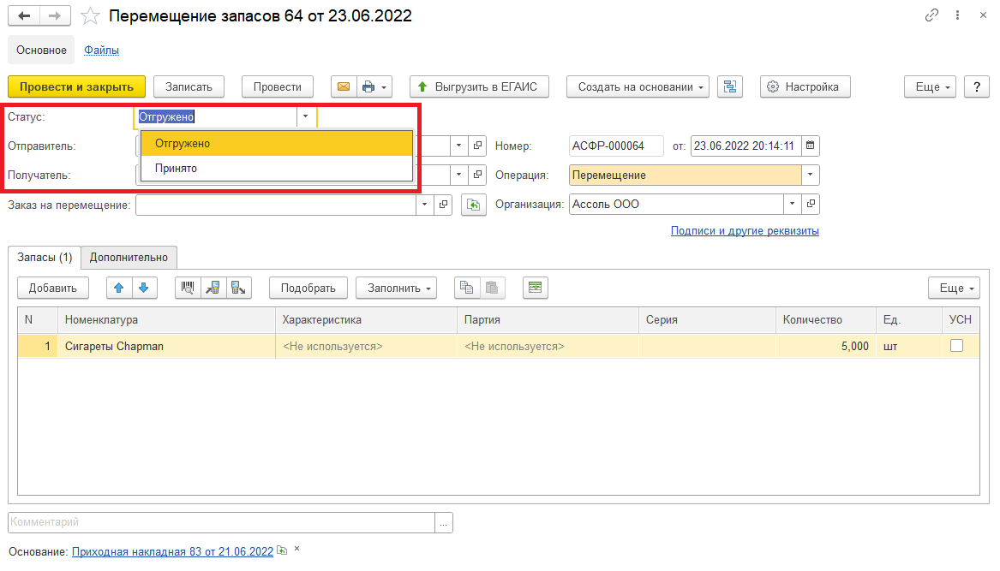 Перемещение запасов 64 от 23.06.2022
Основное Файлы
Провести и закрыть Записать Провести Выгрузить в ЕГАИС Создать на основании Настройка Еще ?
Статус: Отгружено
Отгружено
Принято
Отправитель: Номер: АСФР-000064 от: 23.06.2022 20:14:11
Получатель: Операция: Перемещение
Заказ на перемещение: Организация: Ассоль ООО
Подписи и другие реквизиты
Запасы (1) Дополнительно
Добавить Подобрать Заполнить Еще
N Номенклатура Характеристика Партия Серия Количество Ед. УСН
1 Сигареты Chapman <Не используется> <Не используется> 5,000 шт
Комментарий ...
Основание: Приходная накладная 83 от 21.06.2022